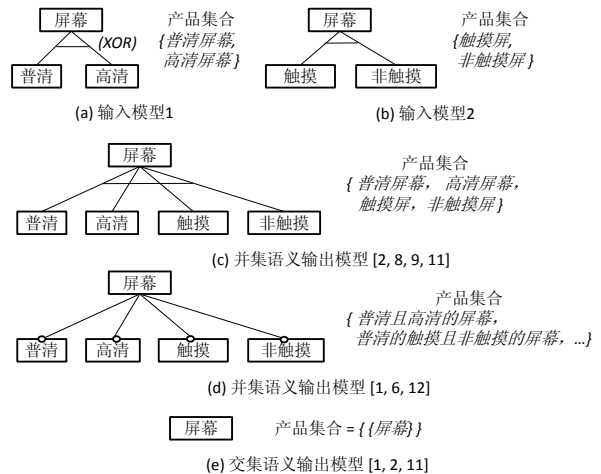 屏幕
(XOR)
普清
高清
产品集合
{普清屏幕,
高清屏幕}
(a) 输入模型1
屏幕
触摸
非触摸
产品集合
{触摸屏,
非触摸屏}
(b) 输入模型2
屏幕
普清
高清
触摸
非触摸
产品集合
{ 普清屏幕， 高清屏幕，
触摸屏，非触摸屏}
(c) 并集语义输出模型 [2, 8, 9, 11]
屏幕
普清
高清
触摸
非触摸
产品集合
{ 普清且高清的屏幕，
普清的触摸且非触摸的屏幕，...}
(d) 并集语义输出模型 [1, 6, 12]
屏幕
产品集合 = { {屏幕} }
(e) 交集语义输出模型 [1, 2, 11]